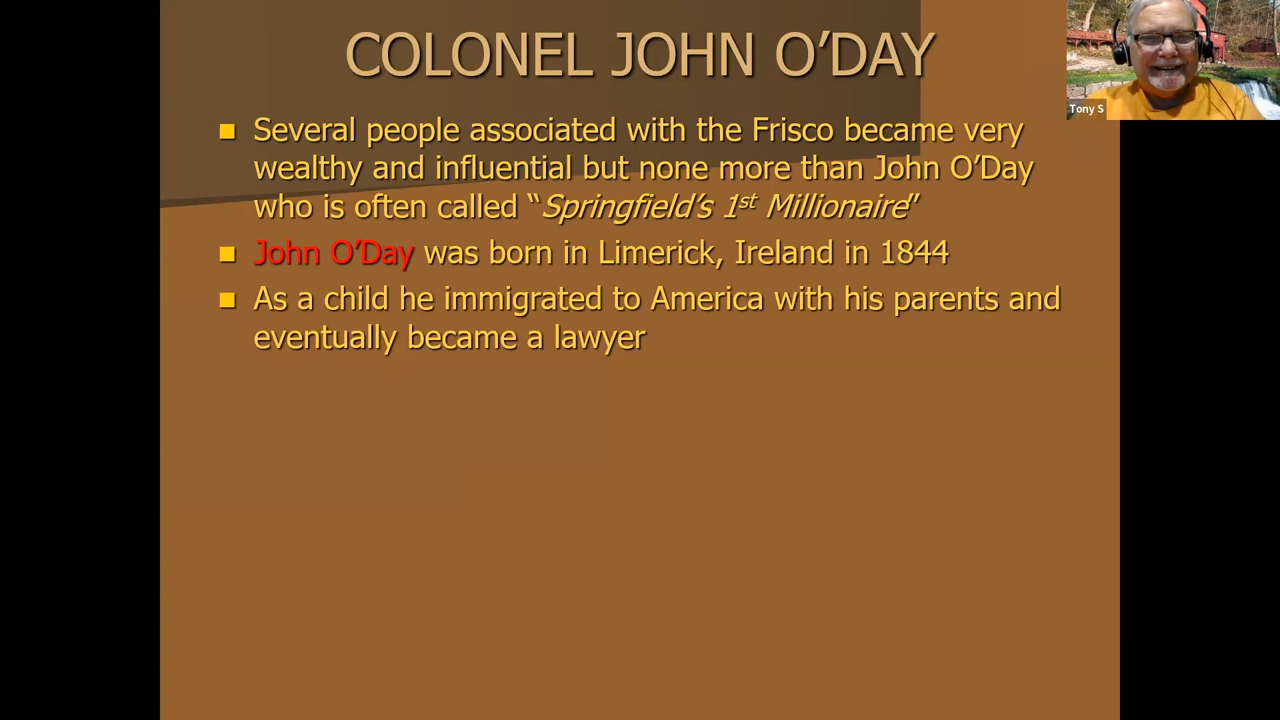 COLONEL JOHN O’DAY
Several people associated with the Frisco became very
wealthy and influential but none more than John O’Day
who is often called “Springfield’s 1st Millionaire”
John O’Day was born in Limerick, Ireland in 1844
As a child he immigrated to America with his parents and
eventually became a lawyer
Tony S